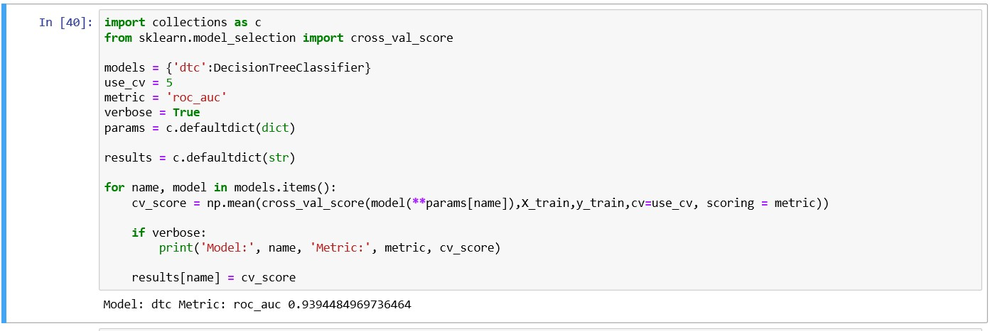 In [40]: import collections as c
from sklearn.model_selection import cross_val_score
models = {'dtc':DecisionTreeClassifier}
use_cv = 5
metric = 'roc_auc'
verbose = True
params = c.defaultdict(dict)
results = c.defaultdict(str)
for name, model in models.items():
    cv_score = np.mean(cross_val_score(model(**params[name]),X_train,y_train,cv=use_cv, scoring = metric))
    if verbose:
        print('Model:', name, 'Metric:', metric, cv_score)
    results[name] = cv_score
Model: dtc Metric: roc_auc 0.9394484969736464